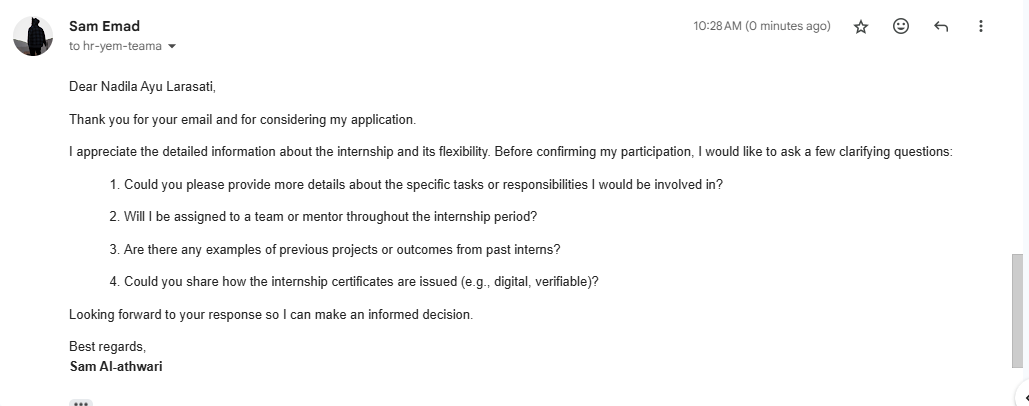 Sam Emad
10:28 AM (0 minutes ago)
to hr-yem-teama
Dear Nadila Ayu Larasati,
Thank you for your email and for considering my application.
I appreciate the detailed information about the internship and its flexibility. Before confirming my participation, I would like to ask a few clarifying questions:
1. Could you please provide more details about the specific tasks or responsibilities I would be involved in?
2. Will I be assigned to a team or mentor throughout the internship period?
3. Are there any examples of previous projects or outcomes from past interns?
4. Could you share how the internship certificates are issued (e.g., digital, verifiable)?
Looking forward to your response so I can make an informed decision.
Best regards,
Sam Al-athwari